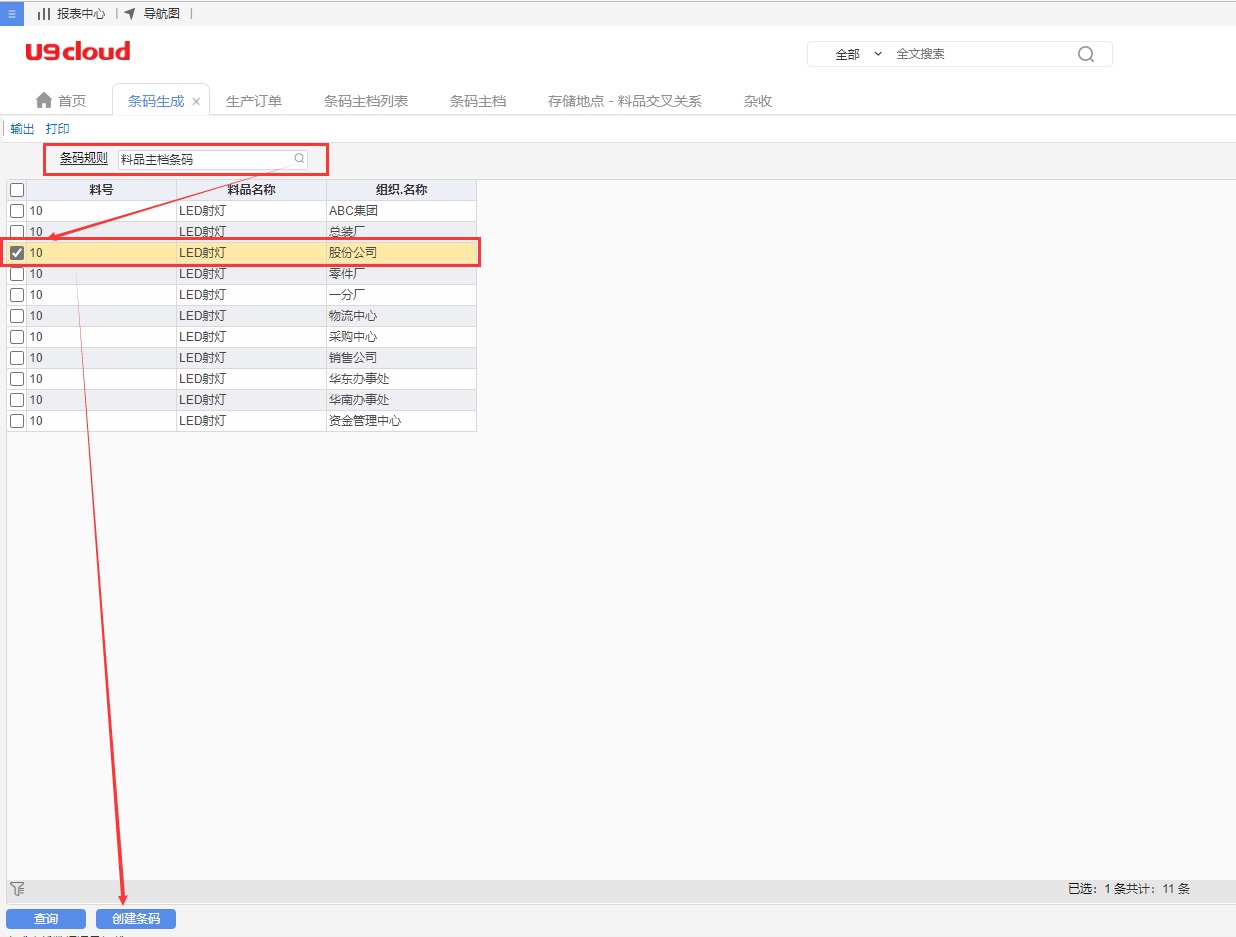 报表中心 | 导航图 |
U9cloud
全部 全文搜索
首页 条码生成 × 生产订单 条码主档列表 条码主档 存储地点 - 料品交叉关系 杂收
输出 打印
条码规则 料品主档条码
料号 料品名称 组织.名称
10 LED射灯 ABC集团
10 LED射灯 总装厂
10 LED射灯 股份公司
10 LED射灯 零件厂
10 LED射灯 一分厂
10 LED射灯 物流中心
10 LED射灯 采购中心
10 LED射灯 销售公司
10 LED射灯 华东办事处
10 LED射灯 华南办事处
10 LED射灯 资金管理中心
已选: 1 条共计: 11 条
查询 创建条码